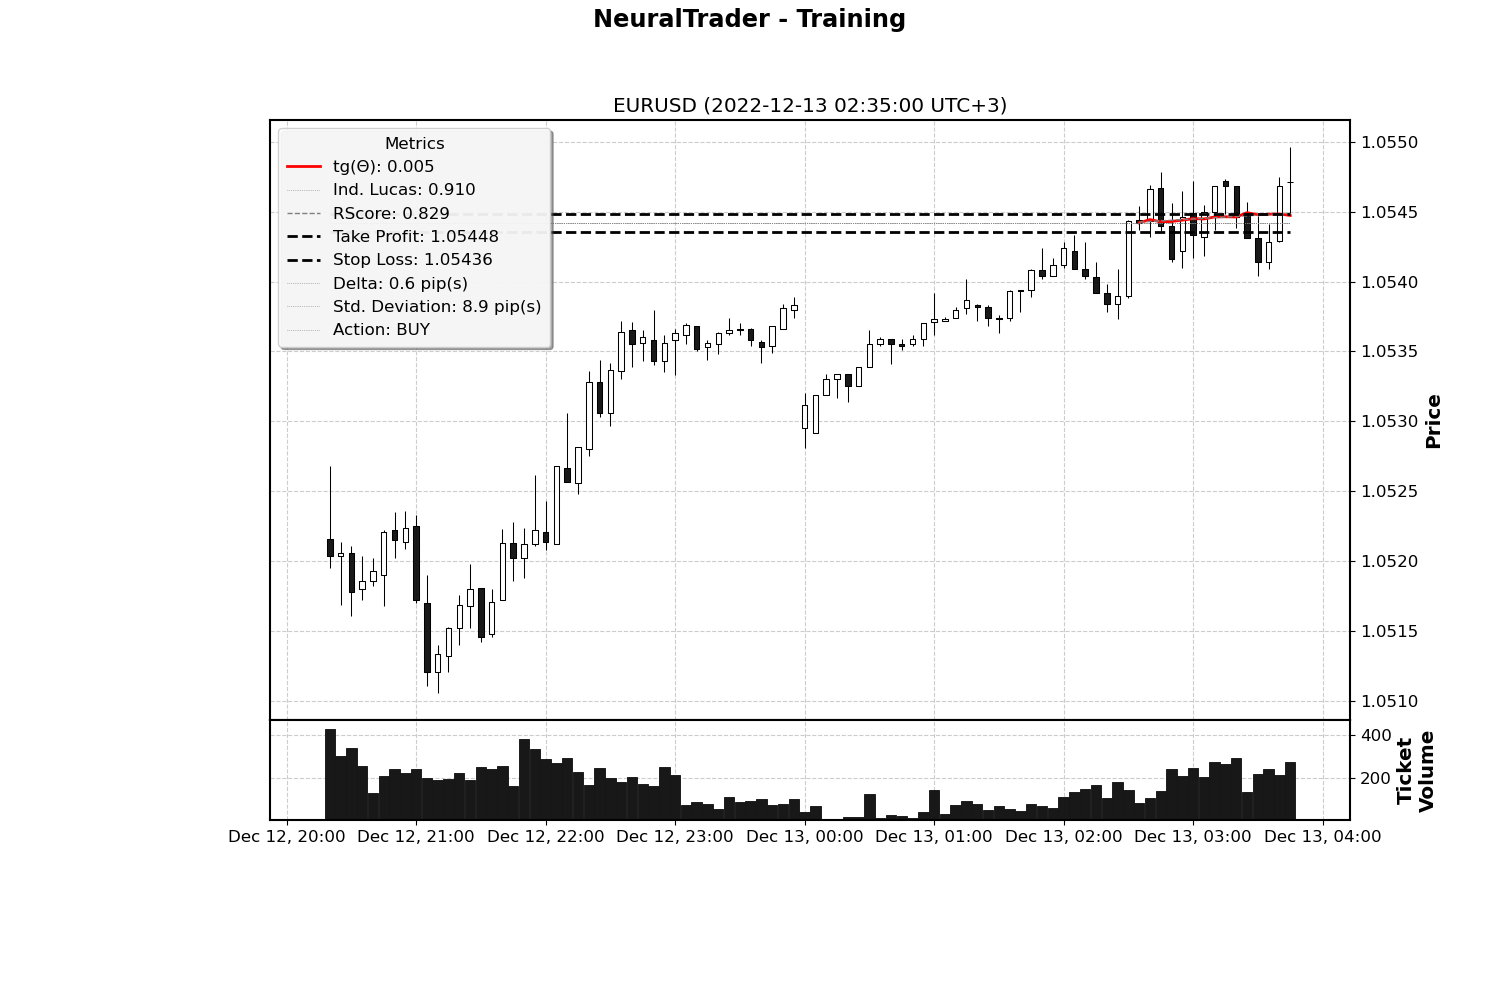 NeuralTrader - Training
EURUSD (2022-12-13 02:35:00 UTC+3)
Metrics
tg(Θ): 0.005
Ind. Lucas: 0.910
RScore: 0.829
Take Profit: 1.05448
Stop Loss: 1.05436
Delta: 0.6 pip(s)
Std. Deviation: 8.9 pip(s)
Action: BUY
1.0550
1.0545
1.0540
1.0535
1.0530
1.0525
1.0520
1.0515
1.0510
Price
400
200
Ticket
Volume
Dec 12, 20:00 Dec 12, 21:00 Dec 12, 22:00 Dec 12, 23:00 Dec 13, 00:00 Dec 13, 01:00 Dec 13, 02:00 Dec 13, 03:00 Dec 13, 04:00